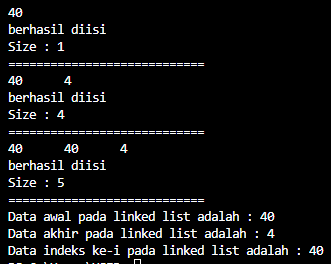 40
berhasil diisi
Size : 1
============================
40 4
berhasil diisi
Size : 4
============================
40 40 4
berhasil diisi
Size : 5
============================
Data awal pada linked list adalah : 40
Data akhir pada linked list adalah : 4
Data indeks ke-i pada linked list adalah : 40